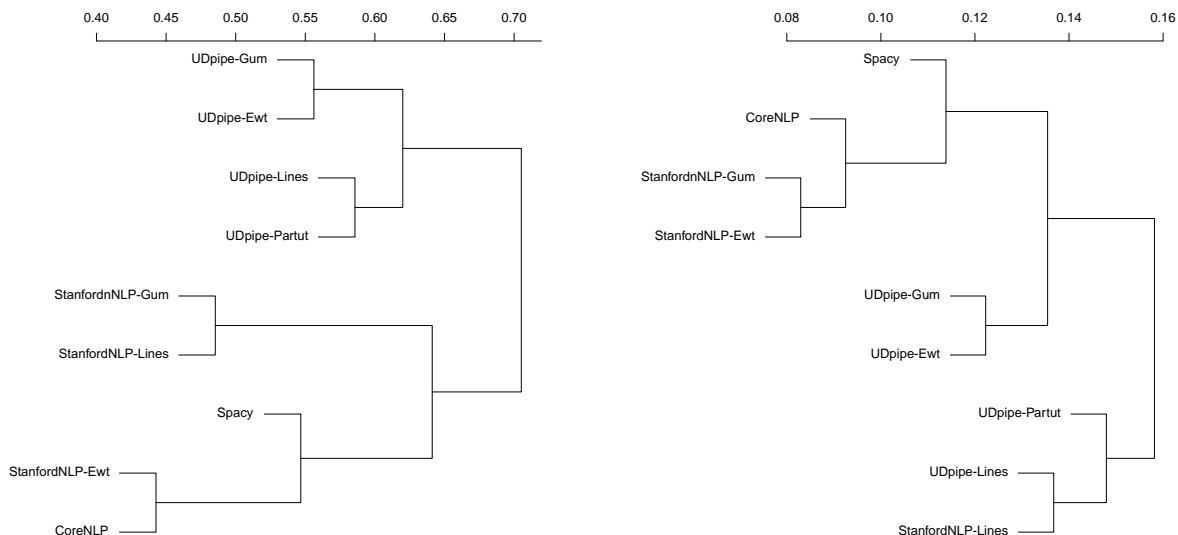 0.40 0.45 0.50 0.55 0.60 0.65 0.70
UDpipe-Gum
UDpipe-Ewt
UDpipe-Lines
UDpipe-Partut
StanfordnNLP-Gum
StanfordNLP-Lines
Spacy
StanfordNLP-Ewt
CoreNLP
0.08 0.10 0.12 0.14 0.16
Spacy
CoreNLP
StanfordnNLP-Gum
StanfordNLP-Ewt
UDpipe-Gum
UDpipe-Ewt
UDpipe-Partut
UDpipe-Lines
StanfordNLP-Lines